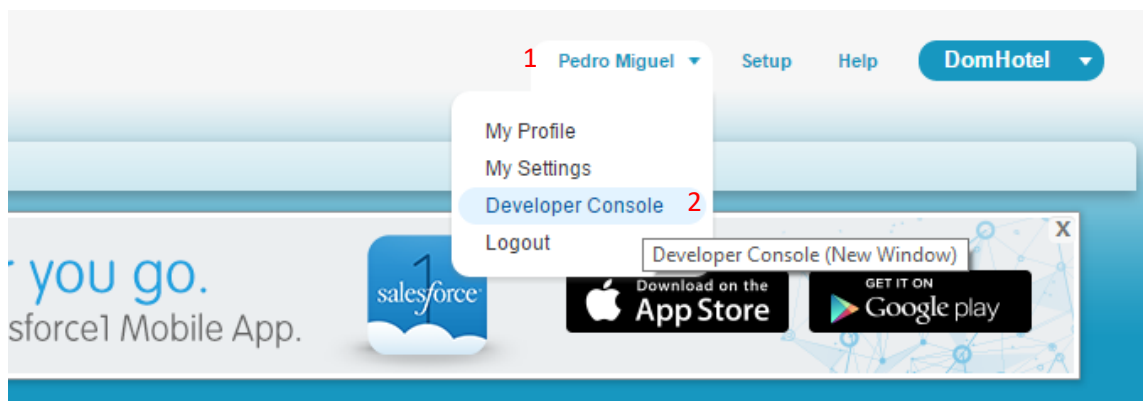 1 Pedro Miguel Setup Help DomHotel
My Profile
My Settings
Developer Console 2
Logout
Developer Console (New Window)
X
you go.
sforce1 Mobile App.
1
salesforce
Download on the
App Store
GET IT ON
Google play